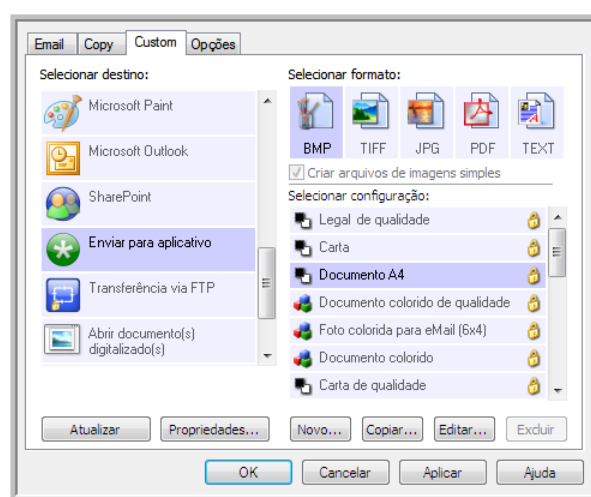 Email Copy Custom Opções
Selecionar destino:
Microsoft Paint
Microsoft Outlook
SharePoint
Enviar para aplicativo
Transferência via FTP
Abrir documento(s)
digitalizado(s)
Atualizar Propriedades...
Selecionar formato:
BMP TIFF JPG PDF TEXT
Criar arquivos de imagens simples
Selecionar configuração:
Legal de qualidade
Carta
Documento A4
Documento colorido de qualidade
Foto colorida para eMail (6x4)
Documento colorido
Carta de qualidade
Novo... Copiar... Editar... Excluir
OK Cancelar Aplicar Ajuda